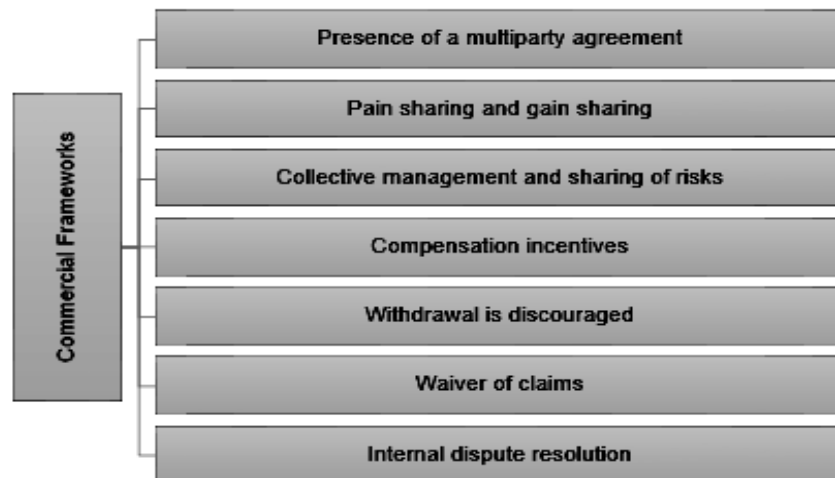 Commercial Frameworks
Presence of a multiparty agreement
Pain sharing and gain sharing
Collective management and sharing of risks
Compensation incentives
Withdrawal is discouraged
Waiver of claims
Internal dispute resolution